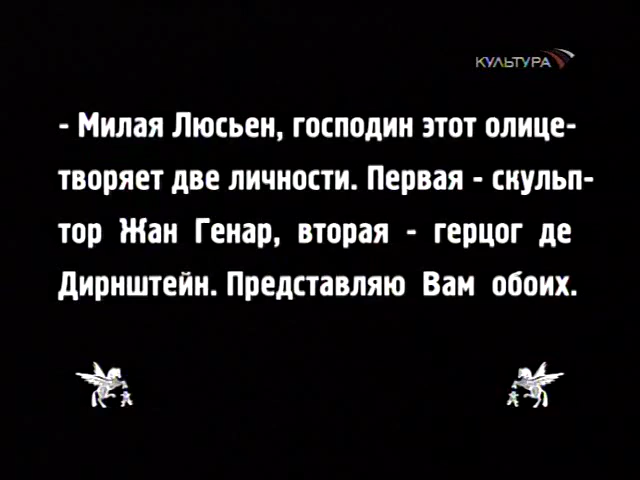 КУЛЬТУРА
- Милая Люсьен, господин этот олице-
творяет две личности. Первая - скульп-
тор Жан Генар, вторая - герцог де
Дирнштейн. Представляю Вам обоих.